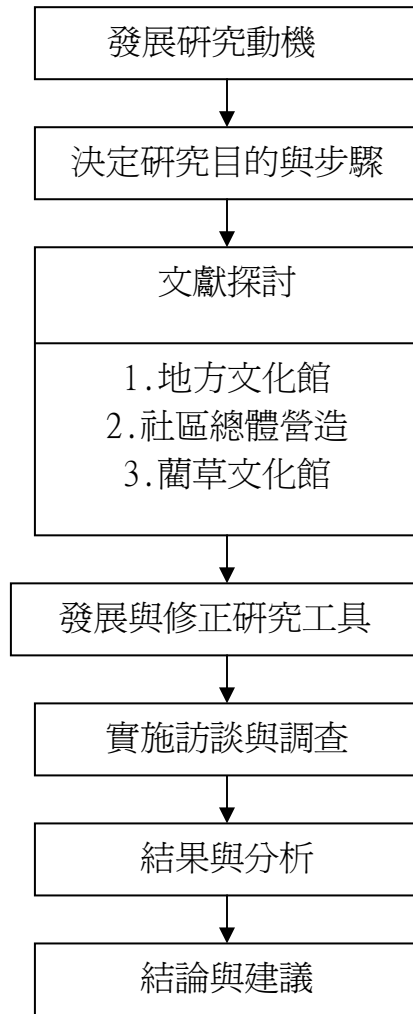 發展研究動機
決定研究目的與步驟
文獻探討
1.地方文化館
2.社區總體營造
3.藺草文化館
發展與修正研究工具
實施訪談與調查
結果與分析
結論與建議